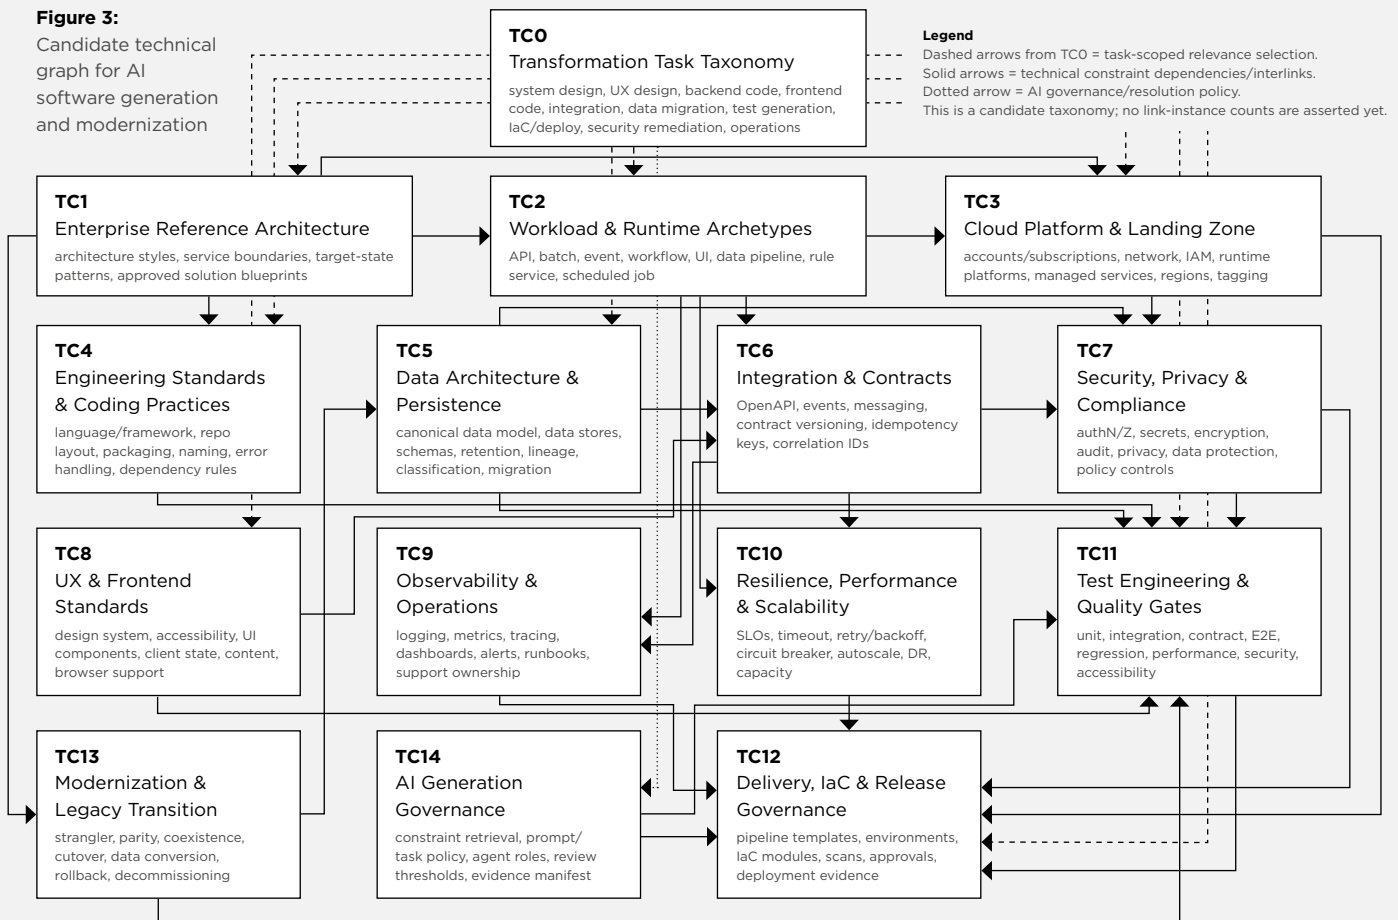 Figure 3:
Candidate technical
graph for AI
software generation
and modernization
TC0
Transformation Task Taxonomy
system design, UX design, backend code, frontend
code, integration, data migration, test generation,
IaC/deploy, security remediation, operations
Legend
Dashed arrows from TC0 = task-scoped relevance selection.
Solid arrows = technical constraint dependencies/interlinks.
Dotted arrow = AI governance/resolution policy.
This is a candidate taxonomy; no link-instance counts are asserted yet.
TC1
Enterprise Reference Architecture
architecture styles, service boundaries, target-state
patterns, approved solution blueprints
TC2
Workload & Runtime Archetypes
API, batch, event, workflow, UI, data pipeline, rule
service, scheduled job
TC3
Cloud Platform & Landing Zone
accounts/subscriptions, network, IAM, runtime
platforms, managed services, regions, tagging
TC4
Engineering Standards
& Coding Practices
language/framework, repo
layout, packaging, naming, error
handling, dependency rules
TC5
Data Architecture &
Persistence
canonical data model, data stores,
schemas, retention, lineage,
classification, migration
TC6
Integration & Contracts
OpenAPI, events, messaging,
contract versioning, idempotency
keys, correlation IDs
TC7
Security, Privacy &
Compliance
authN/Z, secrets, encryption,
audit, privacy, data protection,
policy controls
TC8
UX & Frontend
Standards
design system, accessibility, UI
components, client state, content,
browser support
TC9
Observability &
Operations
logging, metrics, tracing,
dashboards, alerts, runbooks,
support ownership
TC10
Resilience, Performance
& Scalability
SLOs, timeout, retry/backoff,
circuit breaker, autoscale, DR,
capacity
TC11
Test Engineering &
Quality Gates
unit, integration, contract, E2E,
regression, performance, security,
accessibility
TC13
Modernization &
Legacy Transition
strangler, parity, coexistence,
cutover, data conversion,
rollback, decommissioning
TC14
AI Generation
Governance
constraint retrieval, prompt/
task policy, agent roles, review
thresholds, evidence manifest
TC12
Delivery, IaC & Release
Governance
pipeline templates, environments,
IaC modules, scans, approvals,
deployment evidence